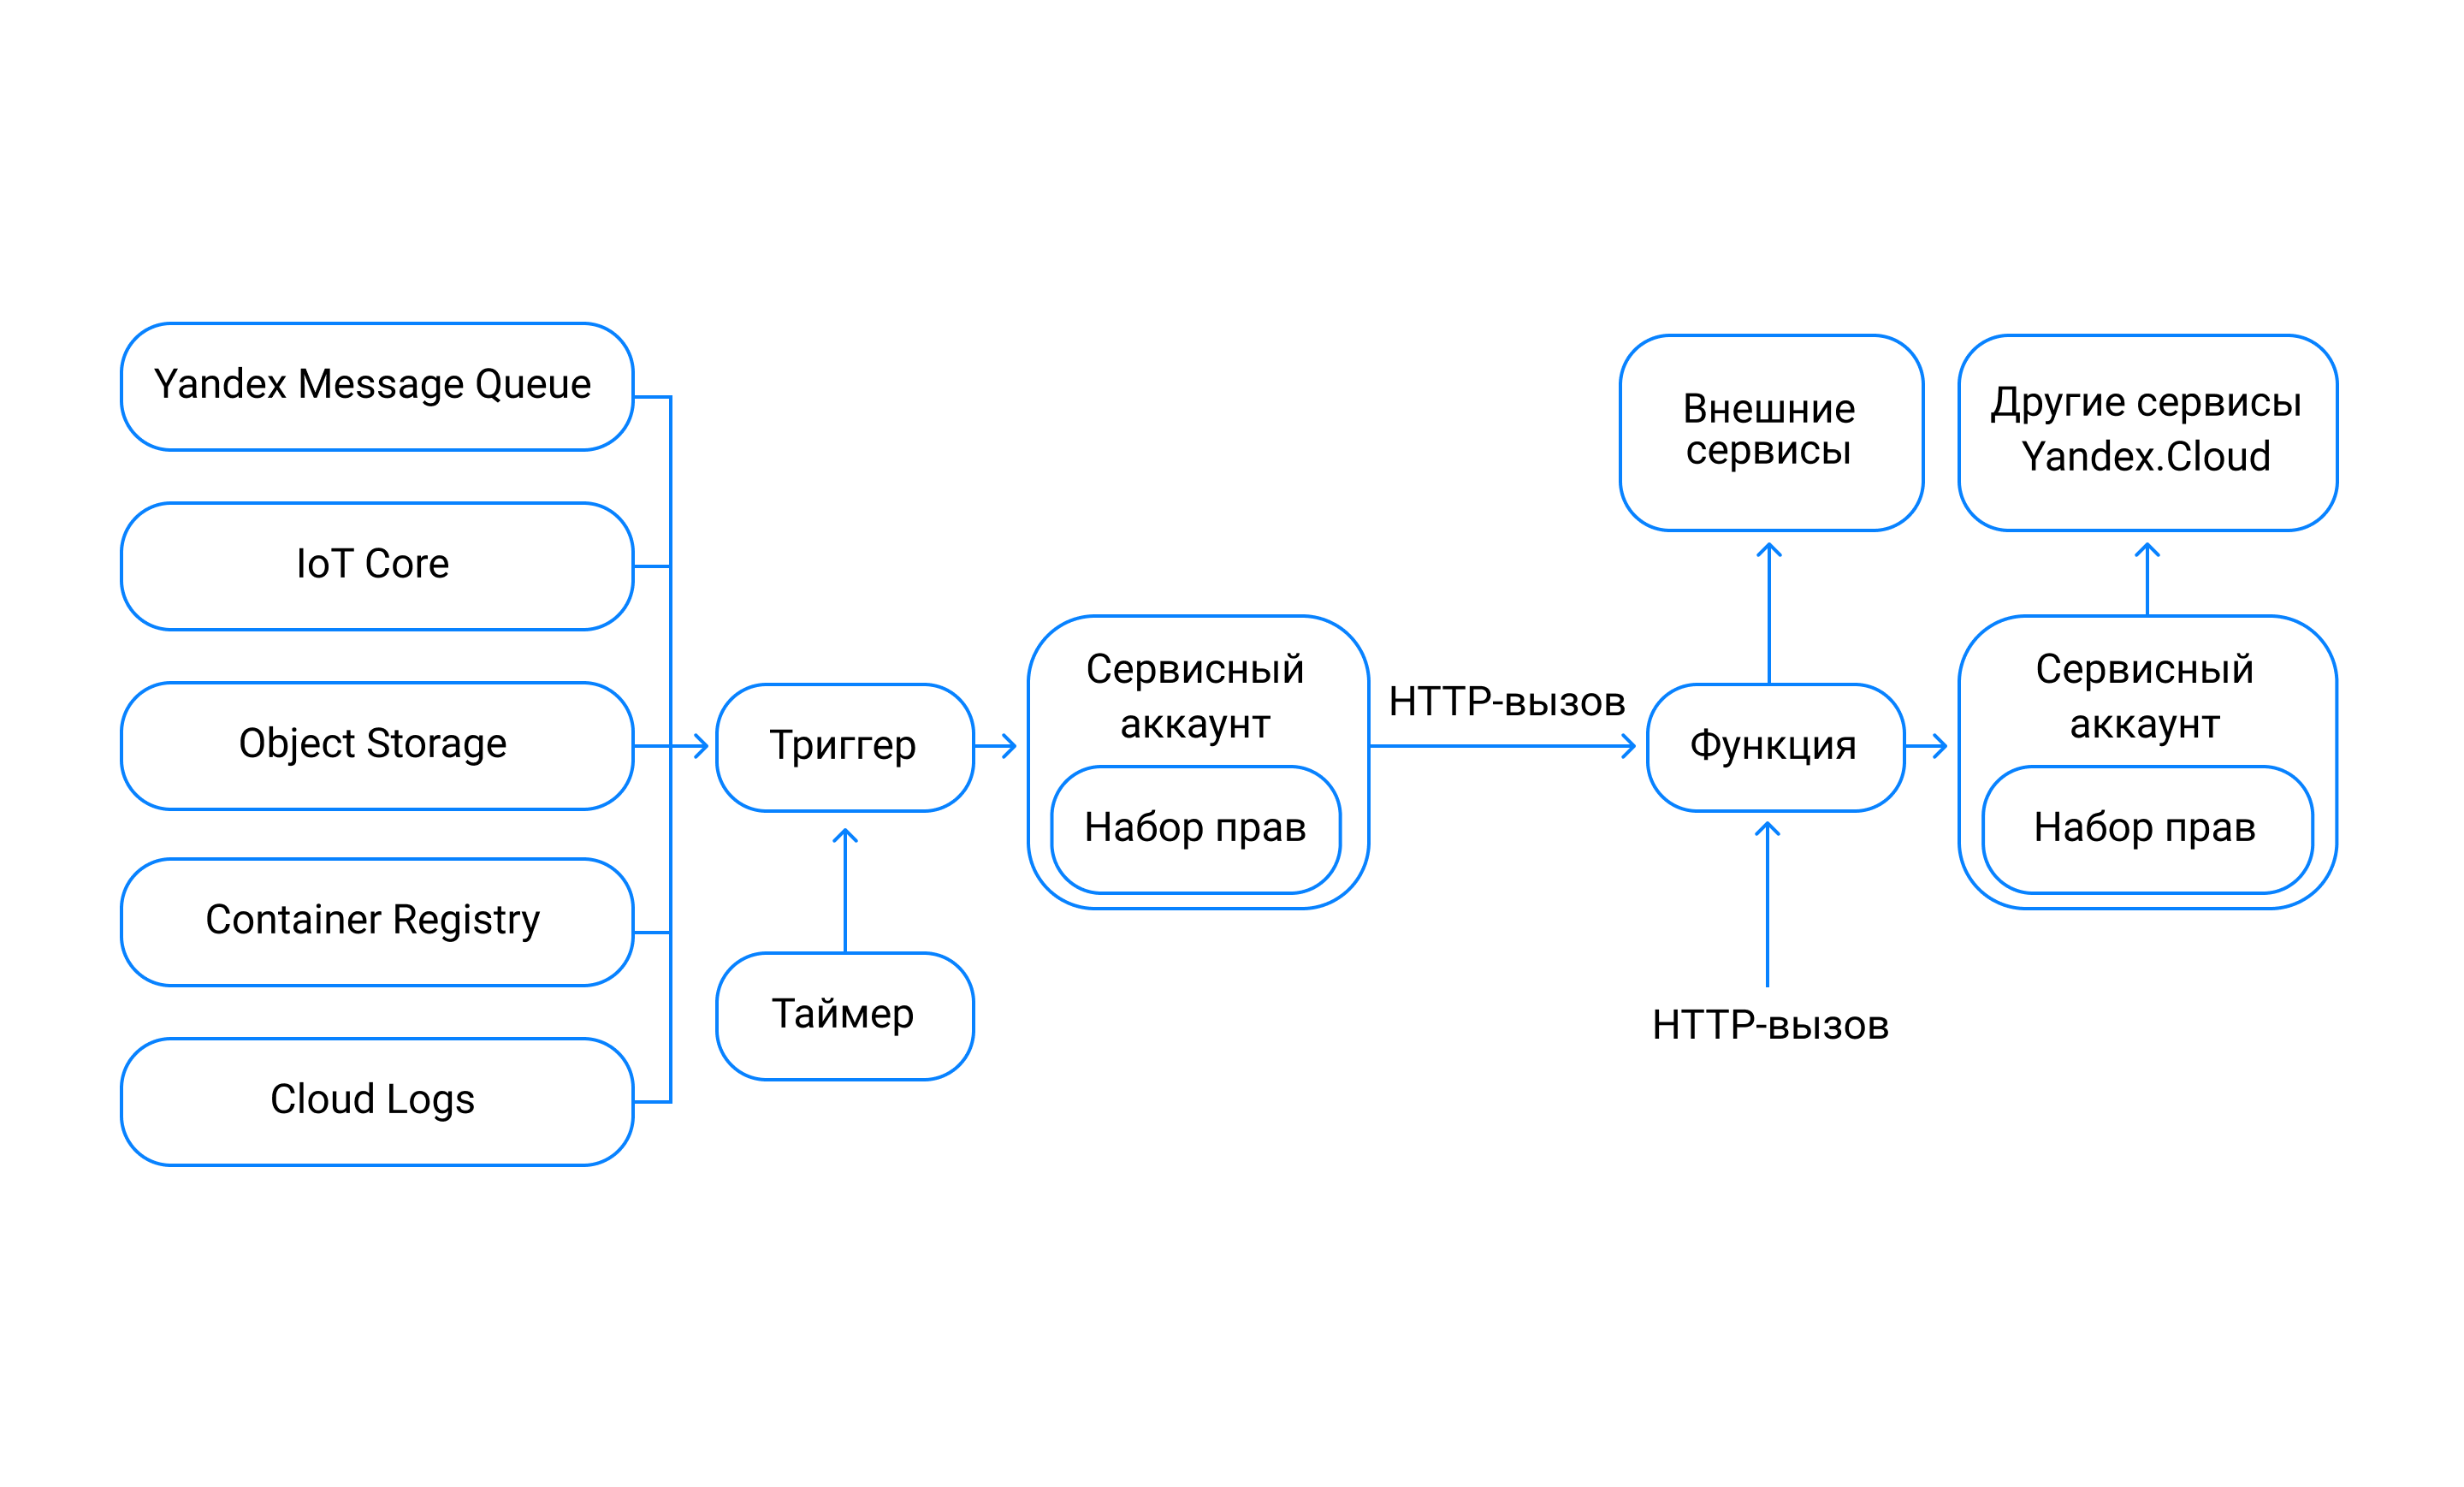 Yandex Message Queue
IoT Core
Object Storage
Container Registry
Cloud Logs
Триггер
Таймер
Сервисный
аккаунт
Набор прав
HTTP-вызов
Внешние
сервисы
Функция
HTTP-вызов
Другие сервисы
Yandex.Cloud
Сервисный
аккаунт
Набор прав